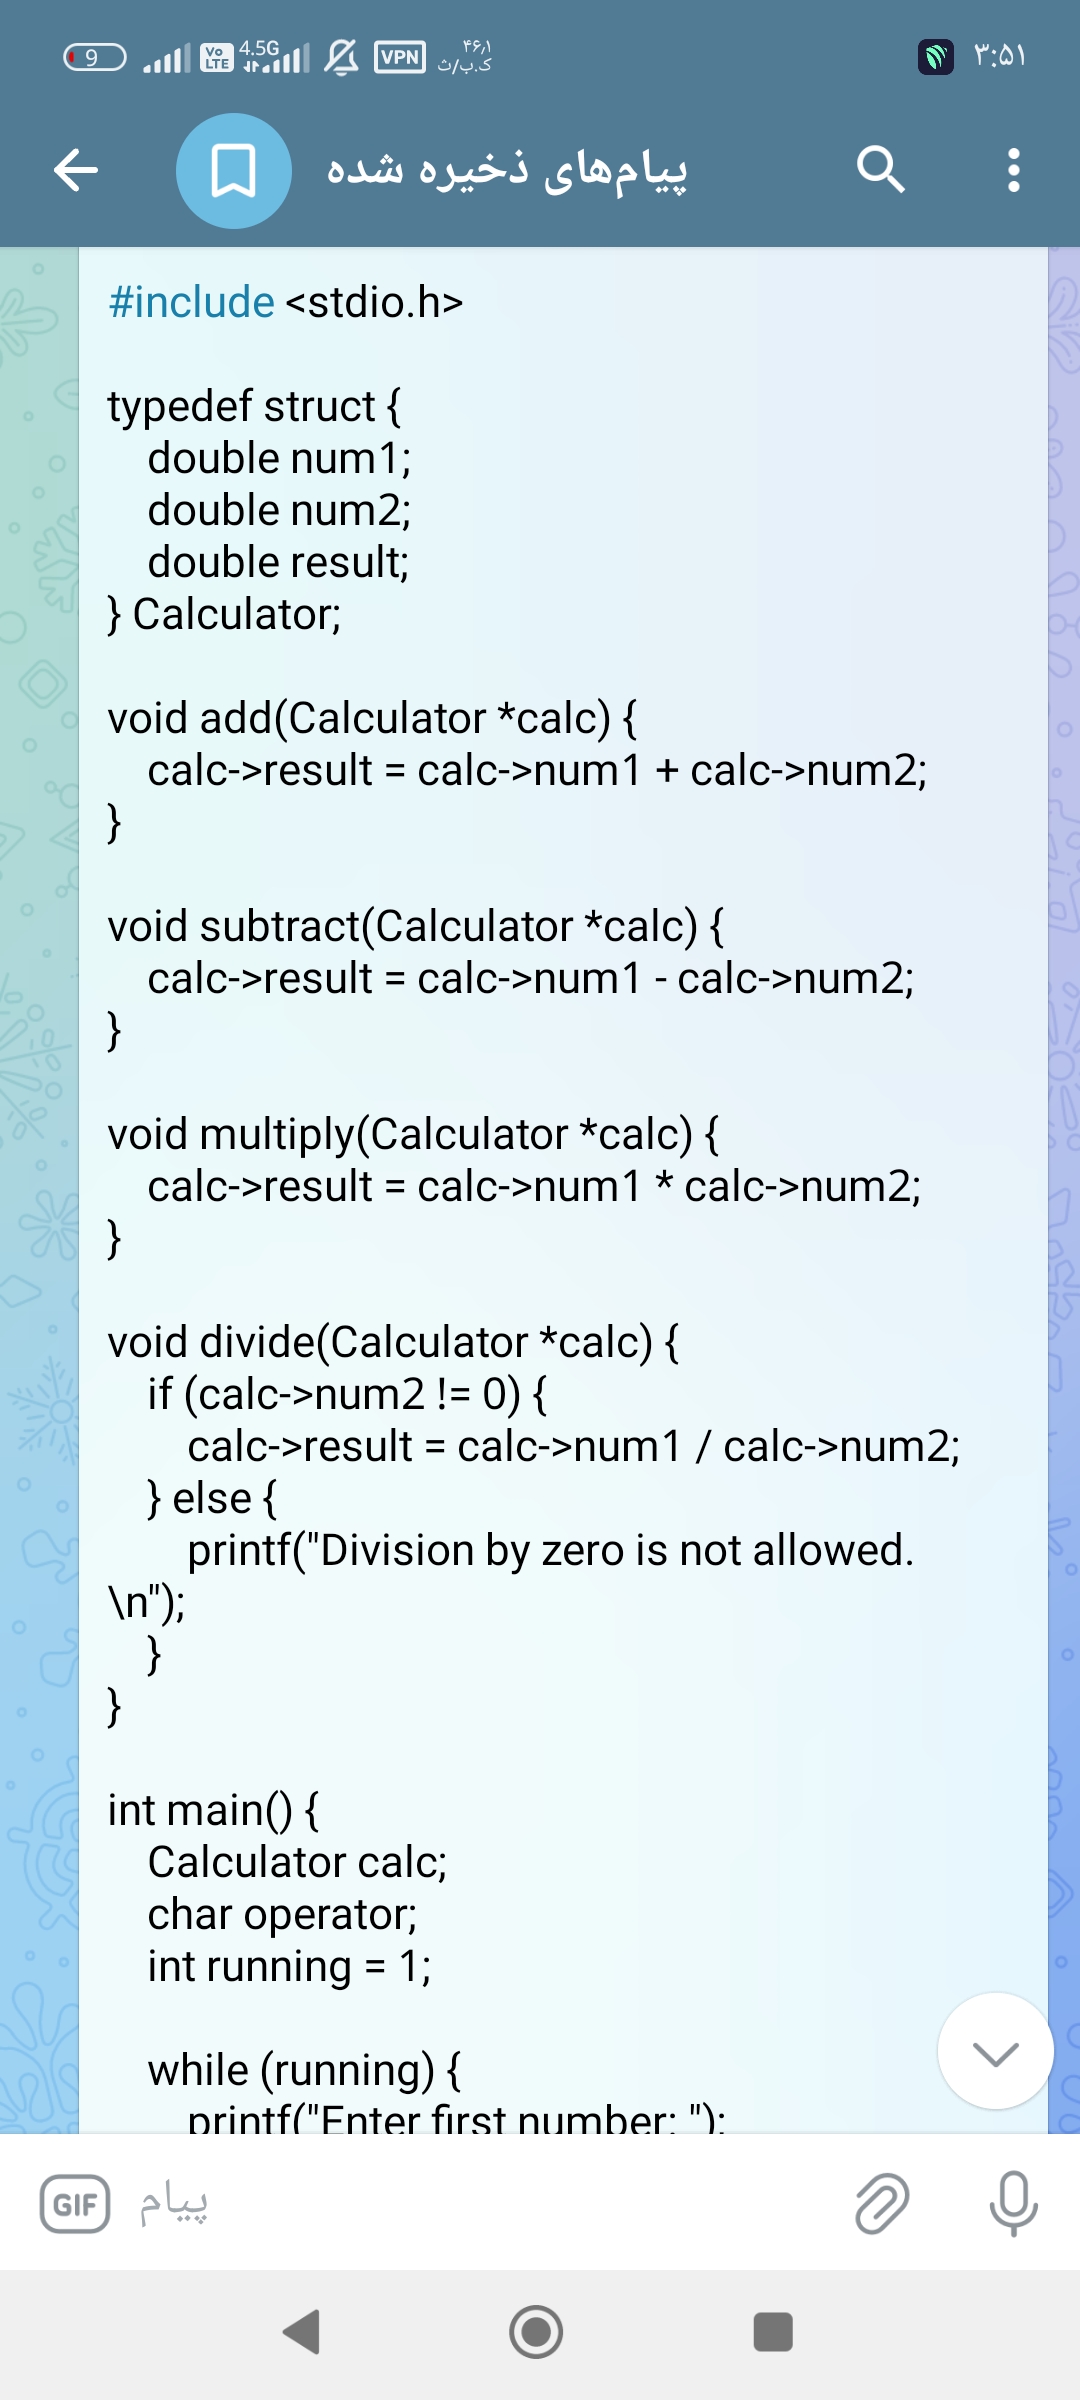 9 Vo LTE 4.5G VPN ۴۶٫۱ ک.ب/ث ۳:۵۱
پیام‌های ذخیره شده
#include <stdio.h>
typedef struct {
double num1;
double num2;
double result;
} Calculator;
void add(Calculator *calc) {
calc->result = calc->num1 + calc->num2;
}
void subtract(Calculator *calc) {
calc->result = calc->num1 - calc->num2;
}
void multiply(Calculator *calc) {
calc->result = calc->num1 * calc->num2;
}
void divide(Calculator *calc) {
if (calc->num2 != 0) {
calc->result = calc->num1 / calc->num2;
} else {
printf("Division by zero is not allowed.
\n");
}
}
int main() {
Calculator calc;
char operator;
int running = 1;
while (running) {
printf("Enter first number: ");
GIF پیام